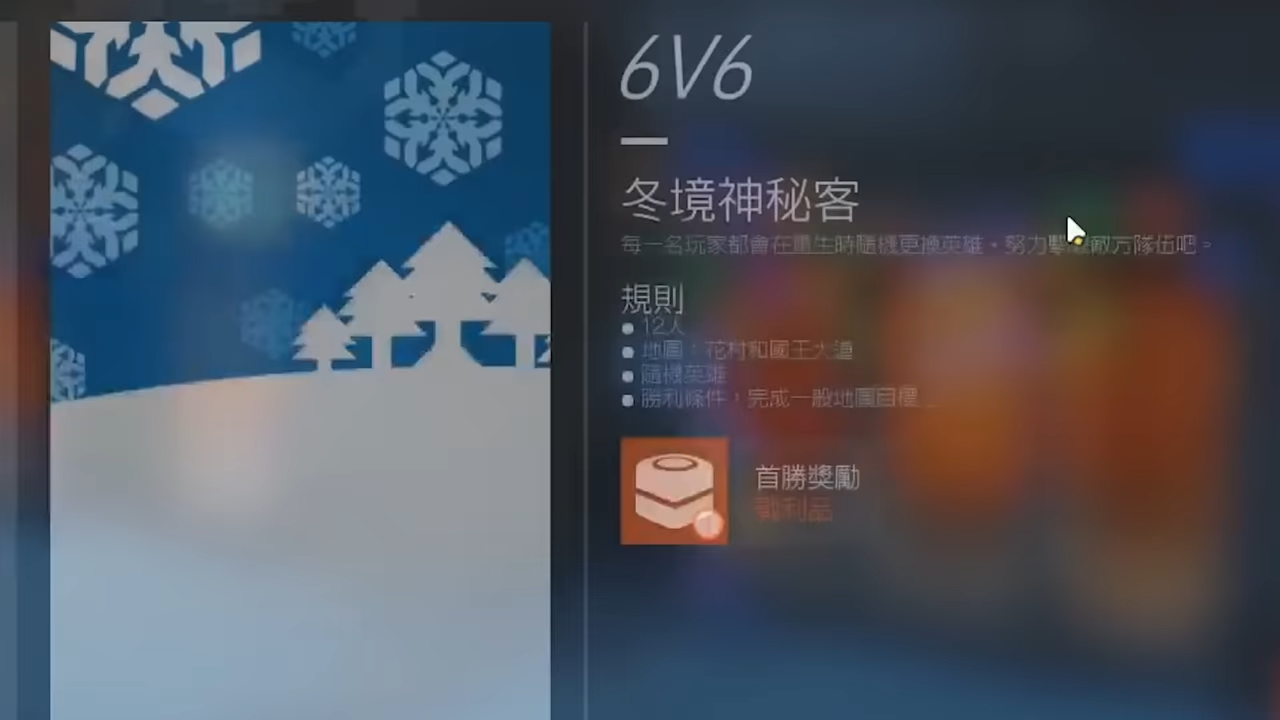 6V6
冬境神秘客
每一名玩家都會在重生時隨機更換英雄。努力擊敗敵方隊伍吧。
規則
12人
地圖：花村和國王大道
隨機英雄
勝利條件：完成一般地圖目標
首勝獎勵
戰利品